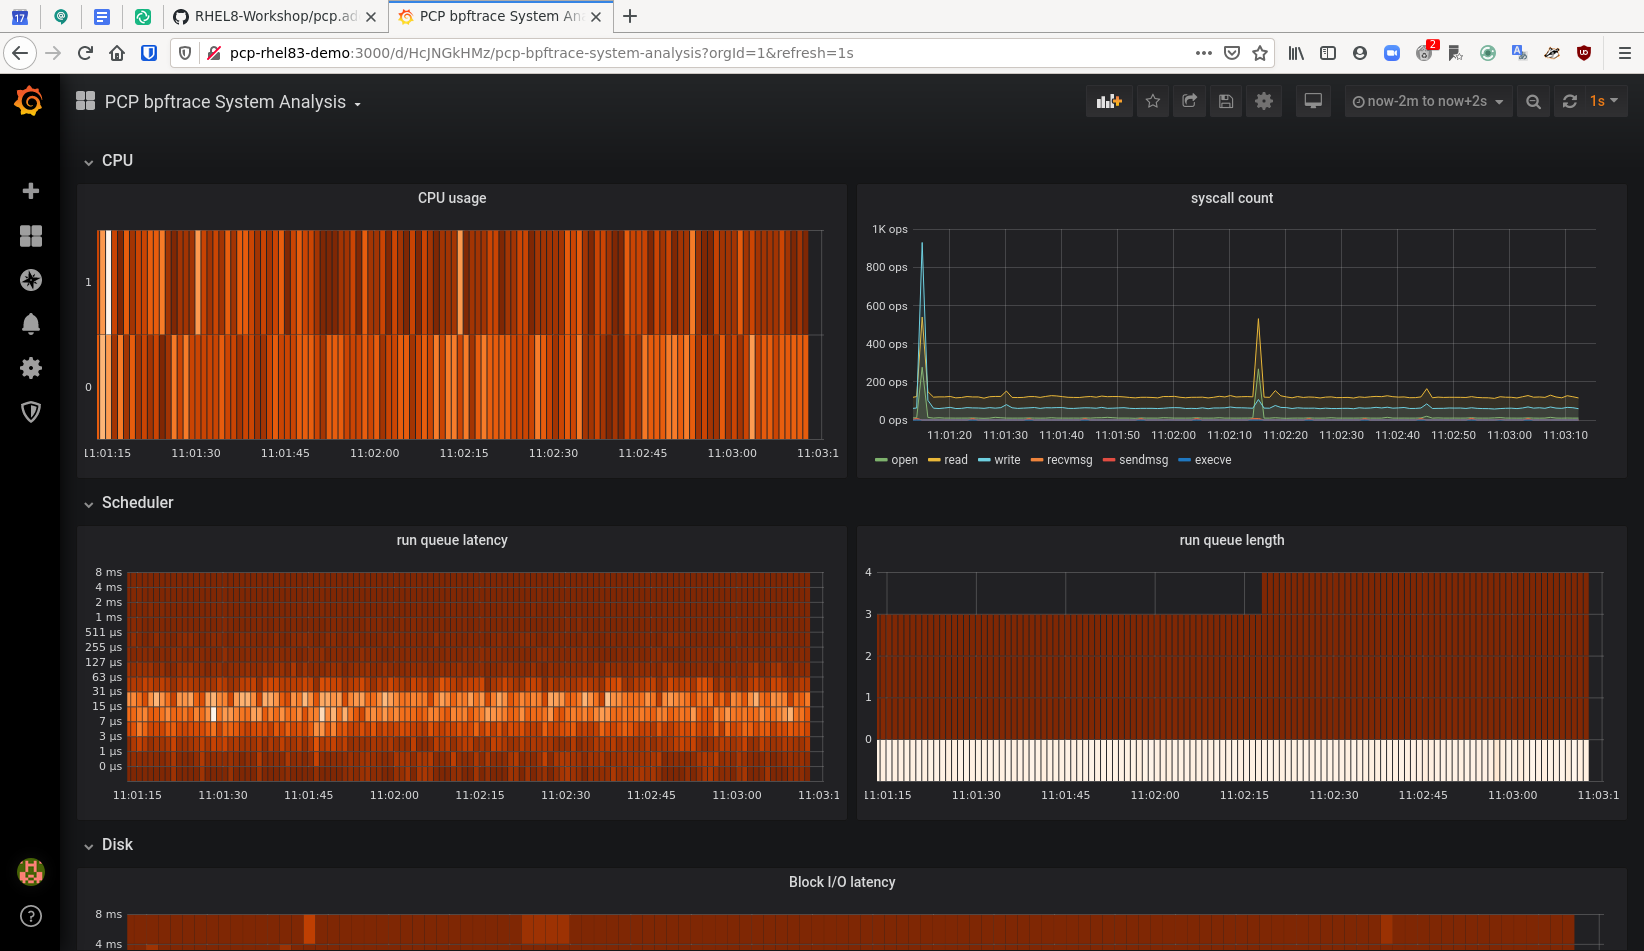 17
RHEL8-Workshop/pcp.ad
PCP bpftrace System An
pcp-rhel83-demo:3000/d/HcJNGkHMz/pcp-bpftrace-system-analysis?orgId=1&refresh=1s
2
PCP bpftrace System Analysis
now-2m to now+2s
1s
CPU
CPU usage
1
0
11:01:15 11:01:30 11:01:45 11:02:00 11:02:15 11:02:30 11:02:45 11:03:00 11:03:1
syscall count
1K ops
800 ops
600 ops
400 ops
200 ops
0 ops
11:01:20 11:01:30 11:01:40 11:01:50 11:02:00 11:02:10 11:02:20 11:02:30 11:02:40 11:02:50 11:03:00 11:03:10
open read write recvmsg sendmsg execve
Scheduler
run queue latency
8 ms
4 ms
2 ms
1 ms
511 µs
255 µs
127 µs
63 µs
31 µs
15 µs
7 µs
3 µs
1 µs
0 µs
11:01:15 11:01:30 11:01:45 11:02:00 11:02:15 11:02:30 11:02:45 11:03:00 11:03:1
run queue length
4
3
2
1
0
11:01:15 11:01:30 11:01:45 11:02:00 11:02:15 11:02:30 11:02:45 11:03:00 11:03:1
Disk
Block I/O latency
8 ms
4 ms